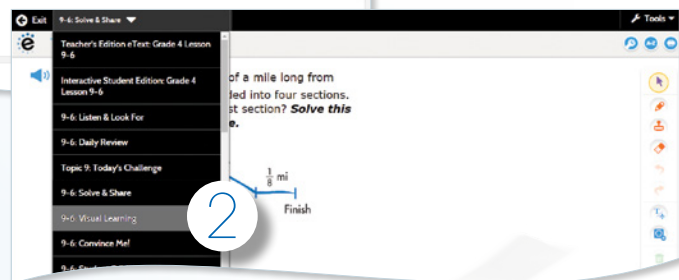 Exit 9-6: Solve & Share Tools
Teacher's Edition eText: Grade 4 Lesson
9-6
Interactive Student Edition: Grade 4
Lesson 9-6
9-6: Listen & Look For
9-6: Daily Review
Topic 9: Today's Challenge
9-6: Solve & Share
9-6: Visual Learning
9-6: Convince Me!
of a mile long from
ded into four sections.
st section? Solve this
e.
1/8 mi
Finish
2